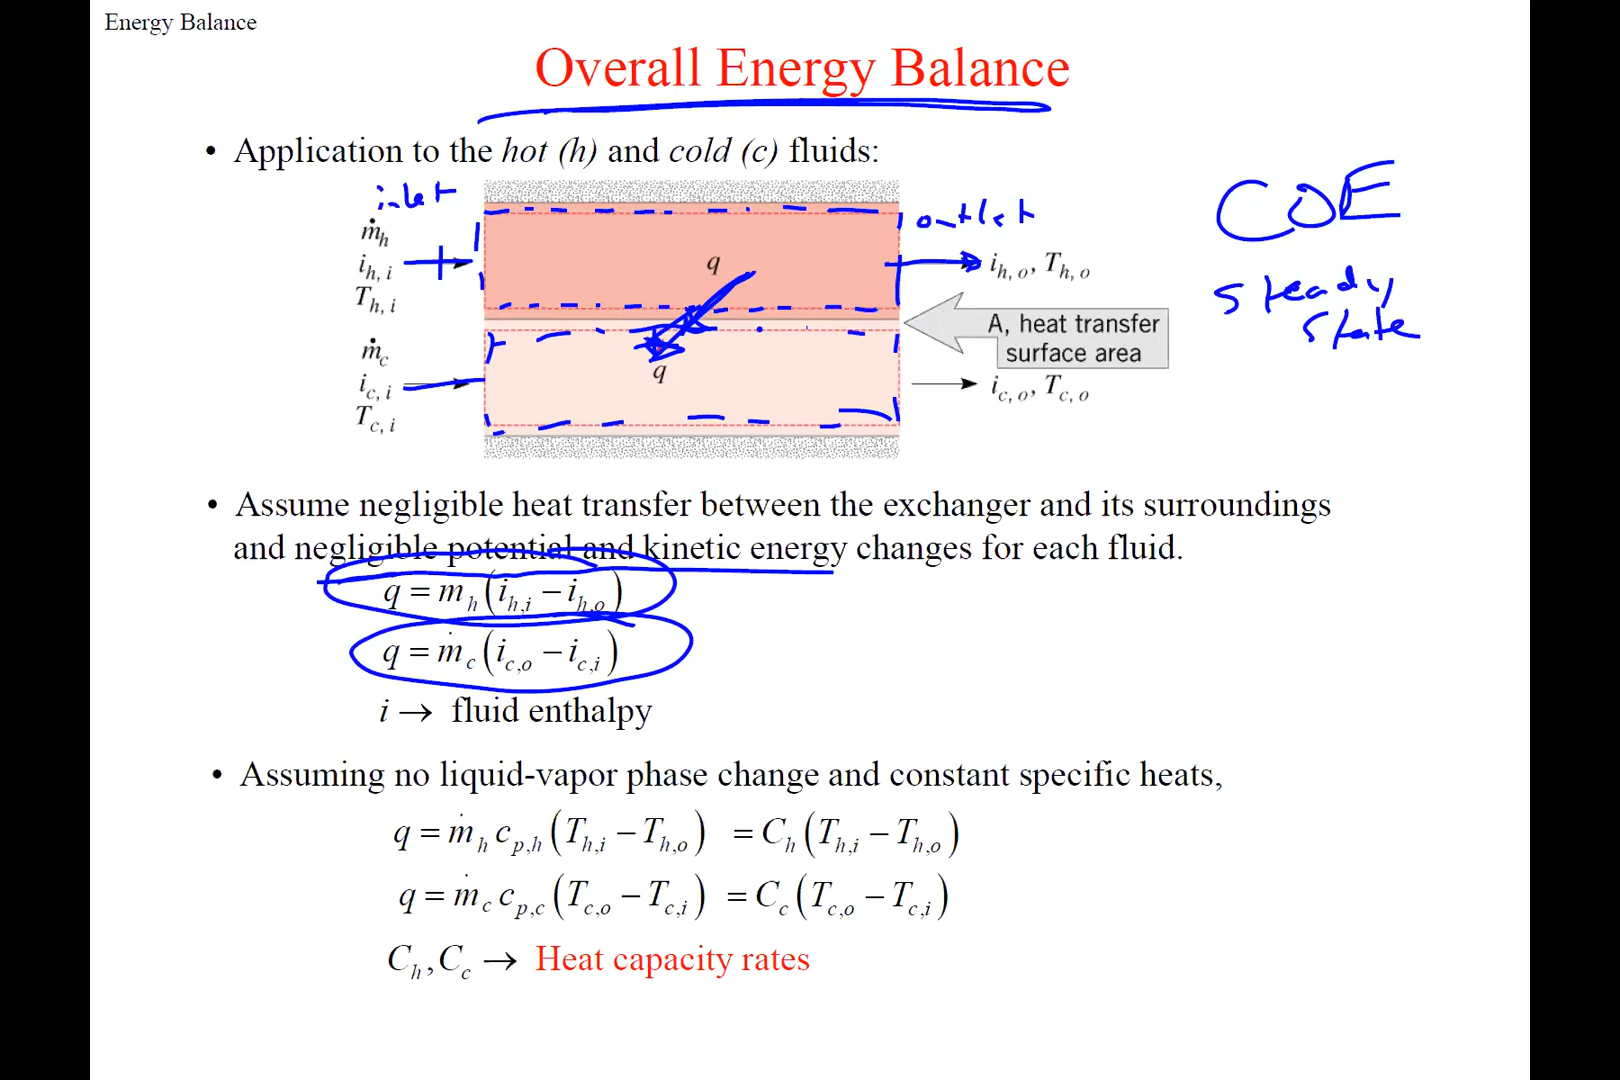 Energy Balance
Overall Energy Balance
• Application to the hot (h) and cold (c) fluids:
inlet
ṁh
ih, i
Th, i
q
outlet
ih, o, Th, o
COE
steady
state
A, heat transfer
surface area
ṁc
ic, i
Tc, i
q
ic, o, Tc, o
• Assume negligible heat transfer between the exchanger and its surroundings
and negligible potential and kinetic energy changes for each fluid.
q = ṁh (ih,i − ih,o)
q = ṁc (ic,o − ic,i)
i → fluid enthalpy
• Assuming no liquid-vapor phase change and constant specific heats,
q = ṁh cp,h (Th,i − Th,o) = Ch (Th,i − Th,o)
q = ṁc cp,c (Tc,o − Tc,i) = Cc (Tc,o − Tc,i)
Ch, Cc → Heat capacity rates